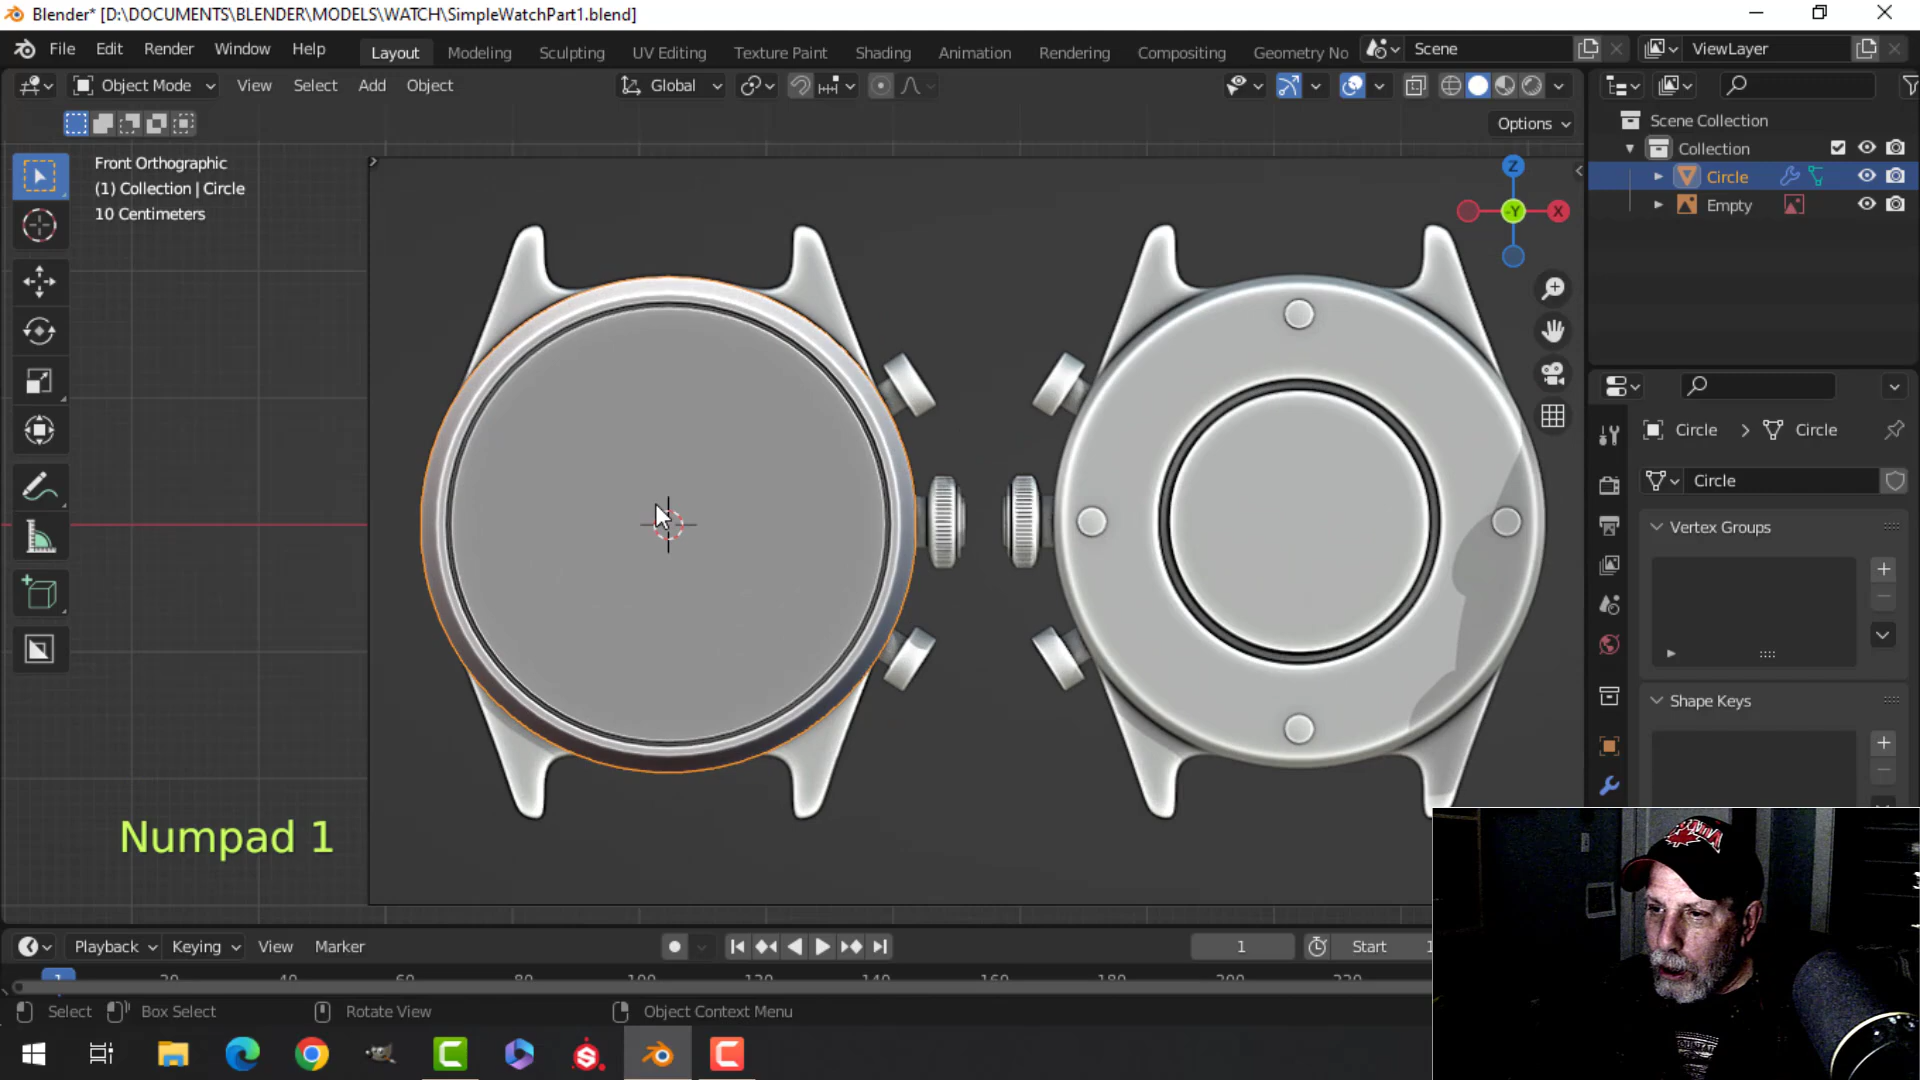 Blender* [D:\DOCUMENTS\BLENDER\MODELS\WATCH\SimpleWatchPart1.blend]
File Edit Render Window Help Layout Modeling Sculpting UV Editing Texture Paint Shading Animation Rendering Compositing Geometry No Scene ViewLayer
Object Mode View Select Add Object Global
Options
Front Orthographic
(1) Collection | Circle
10 Centimeters
Z
X
-Y
Scene Collection
Collection
Circle
Empty
Circle > Circle
Circle
Vertex Groups
Shape Keys
Numpad 1
Playback Keying View Marker 1 Start
1
Select Box Select Rotate View Object Context Menu